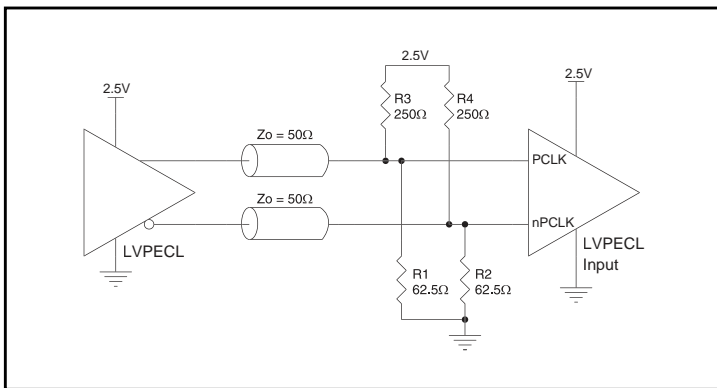 2.5V
2.5V
2.5V
R3
250Ω
R4
250Ω
Zo = 50Ω
PCLK
Zo = 50Ω
nPCLK
LVPECL
LVPECL
Input
R1
62.5Ω
R2
62.5Ω